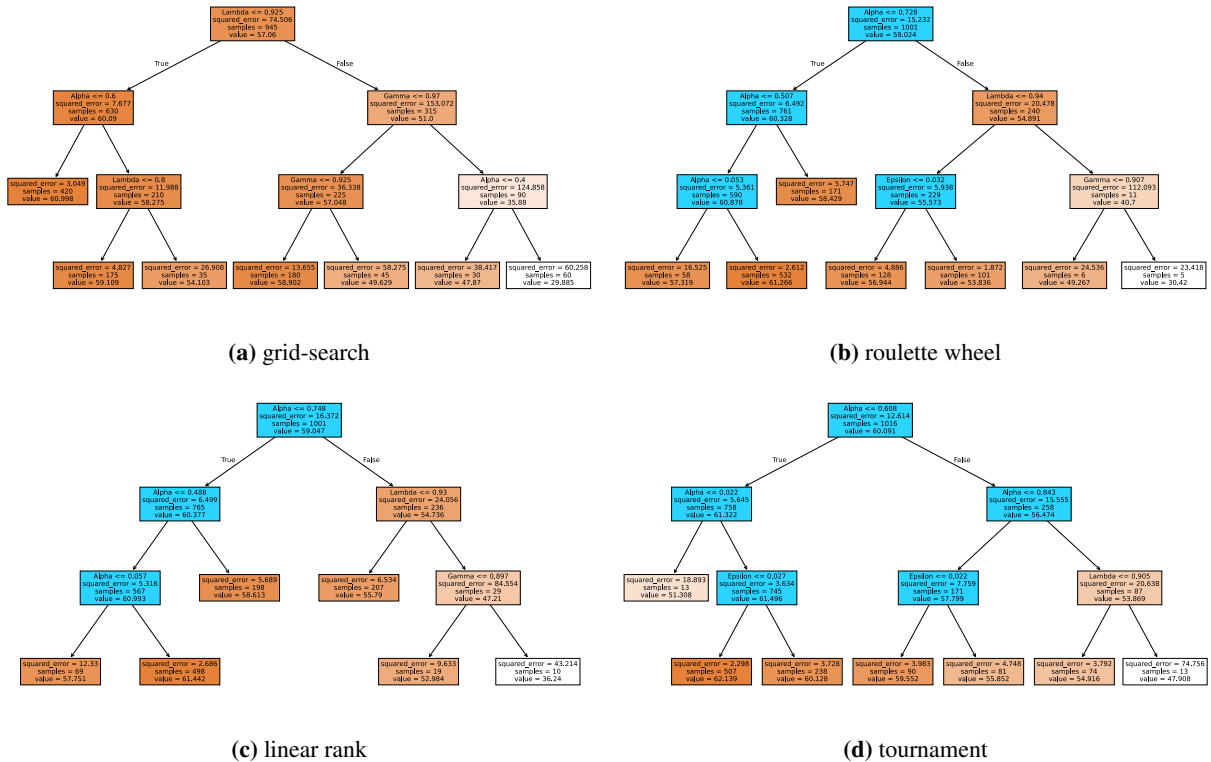 Lambda <= 0.925
squared_error = 74.506
samples = 945
value = 57.06
True
False
Alpha <= 0.6
squared_error = 7.677
samples = 630
value = 60.09
Gamma <= 0.97
squared_error = 153.072
samples = 315
value = 51.0
squared_error = 3.049
samples = 420
value = 60.998
Lambda <= 0.8
squared_error = 11.988
samples = 210
value = 58.275
Gamma <= 0.925
squared_error = 36.338
samples = 225
value = 57.048
Alpha <= 0.4
squared_error = 124.858
samples = 90
value = 35.88
squared_error = 4.827
samples = 175
value = 59.109
squared_error = 26.908
samples = 35
value = 54.103
squared_error = 13.655
samples = 180
value = 58.902
squared_error = 58.275
samples = 45
value = 49.629
squared_error = 38.417
samples = 30
value = 47.87
squared_error = 60.258
samples = 60
value = 29.885
(a) grid-search
Alpha <= 0.728
squared_error = 15.232
samples = 1001
value = 59.024
True
False
Alpha <= 0.507
squared_error = 6.492
samples = 761
value = 60.328
Lambda <= 0.94
squared_error = 20.478
samples = 240
value = 54.891
Alpha <= 0.053
squared_error = 5.361
samples = 590
value = 60.878
squared_error = 5.747
samples = 171
value = 58.429
Epsilon <= 0.032
squared_error = 5.938
samples = 229
value = 55.573
Gamma <= 0.907
squared_error = 112.093
samples = 11
value = 40.7
squared_error = 16.525
samples = 58
value = 57.319
squared_error = 2.612
samples = 532
value = 61.266
squared_error = 4.886
samples = 128
value = 56.944
squared_error = 1.872
samples = 101
value = 53.836
squared_error = 24.536
samples = 6
value = 49.267
squared_error = 23.418
samples = 5
value = 30.42
(b) roulette wheel
Alpha <= 0.748
squared_error = 16.372
samples = 1001
value = 59.047
True
False
Alpha <= 0.488
squared_error = 6.499
samples = 765
value = 60.377
Lambda <= 0.93
squared_error = 24.056
samples = 236
value = 54.736
Alpha <= 0.057
squared_error = 5.316
samples = 567
value = 60.993
squared_error = 5.689
samples = 198
value = 58.613
squared_error = 6.534
samples = 207
value = 55.79
Gamma <= 0.897
squared_error = 84.554
samples = 29
value = 47.21
squared_error = 12.33
samples = 69
value = 57.751
squared_error = 2.686
samples = 498
value = 61.442
squared_error = 9.633
samples = 19
value = 52.984
squared_error = 43.214
samples = 10
value = 36.24
(c) linear rank
Alpha <= 0.608
squared_error = 12.614
samples = 1016
value = 60.091
True
False
Alpha <= 0.022
squared_error = 5.645
samples = 758
value = 61.322
Alpha <= 0.843
squared_error = 15.555
samples = 258
value = 56.474
squared_error = 18.893
samples = 13
value = 51.308
Epsilon <= 0.027
squared_error = 3.634
samples = 745
value = 61.496
Epsilon <= 0.022
squared_error = 7.759
samples = 171
value = 57.799
Lambda <= 0.905
squared_error = 20.638
samples = 87
value = 53.869
squared_error = 2.298
samples = 507
value = 62.139
squared_error = 3.728
samples = 238
value = 60.128
squared_error = 3.983
samples = 90
value = 59.552
squared_error = 4.748
samples = 81
value = 55.852
squared_error = 3.792
samples = 74
value = 54.916
squared_error = 74.756
samples = 13
value = 47.908
(d) tournament